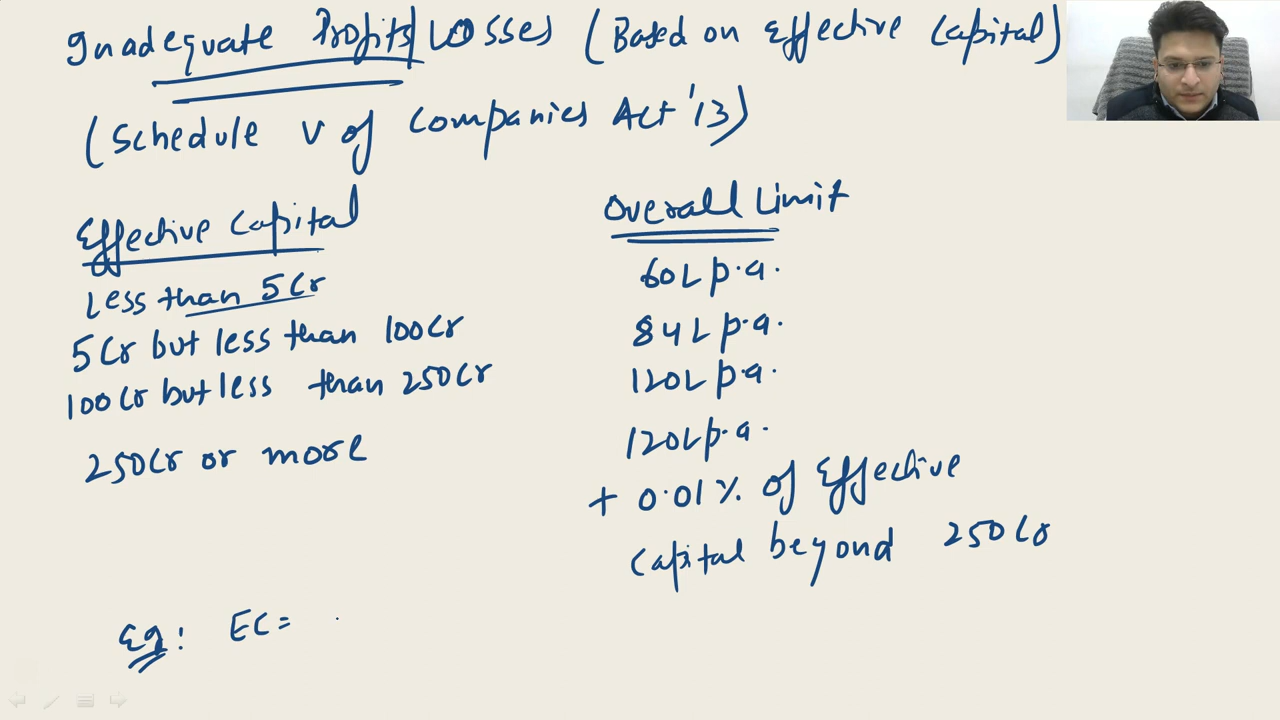 Inadequate Profits/Losses (Based on Effective Capital)
(Schedule V of Companies Act '13)
Effective Capital
Overall Limit
Less than 5Cr
60L p.a.
5Cr but less than 100Cr
84L p.a.
100Cr but less than 250Cr
120L p.a.
250Cr or more
120L p.a.
+ 0.01% of Effective
Capital beyond 250Cr
Eg: EC=